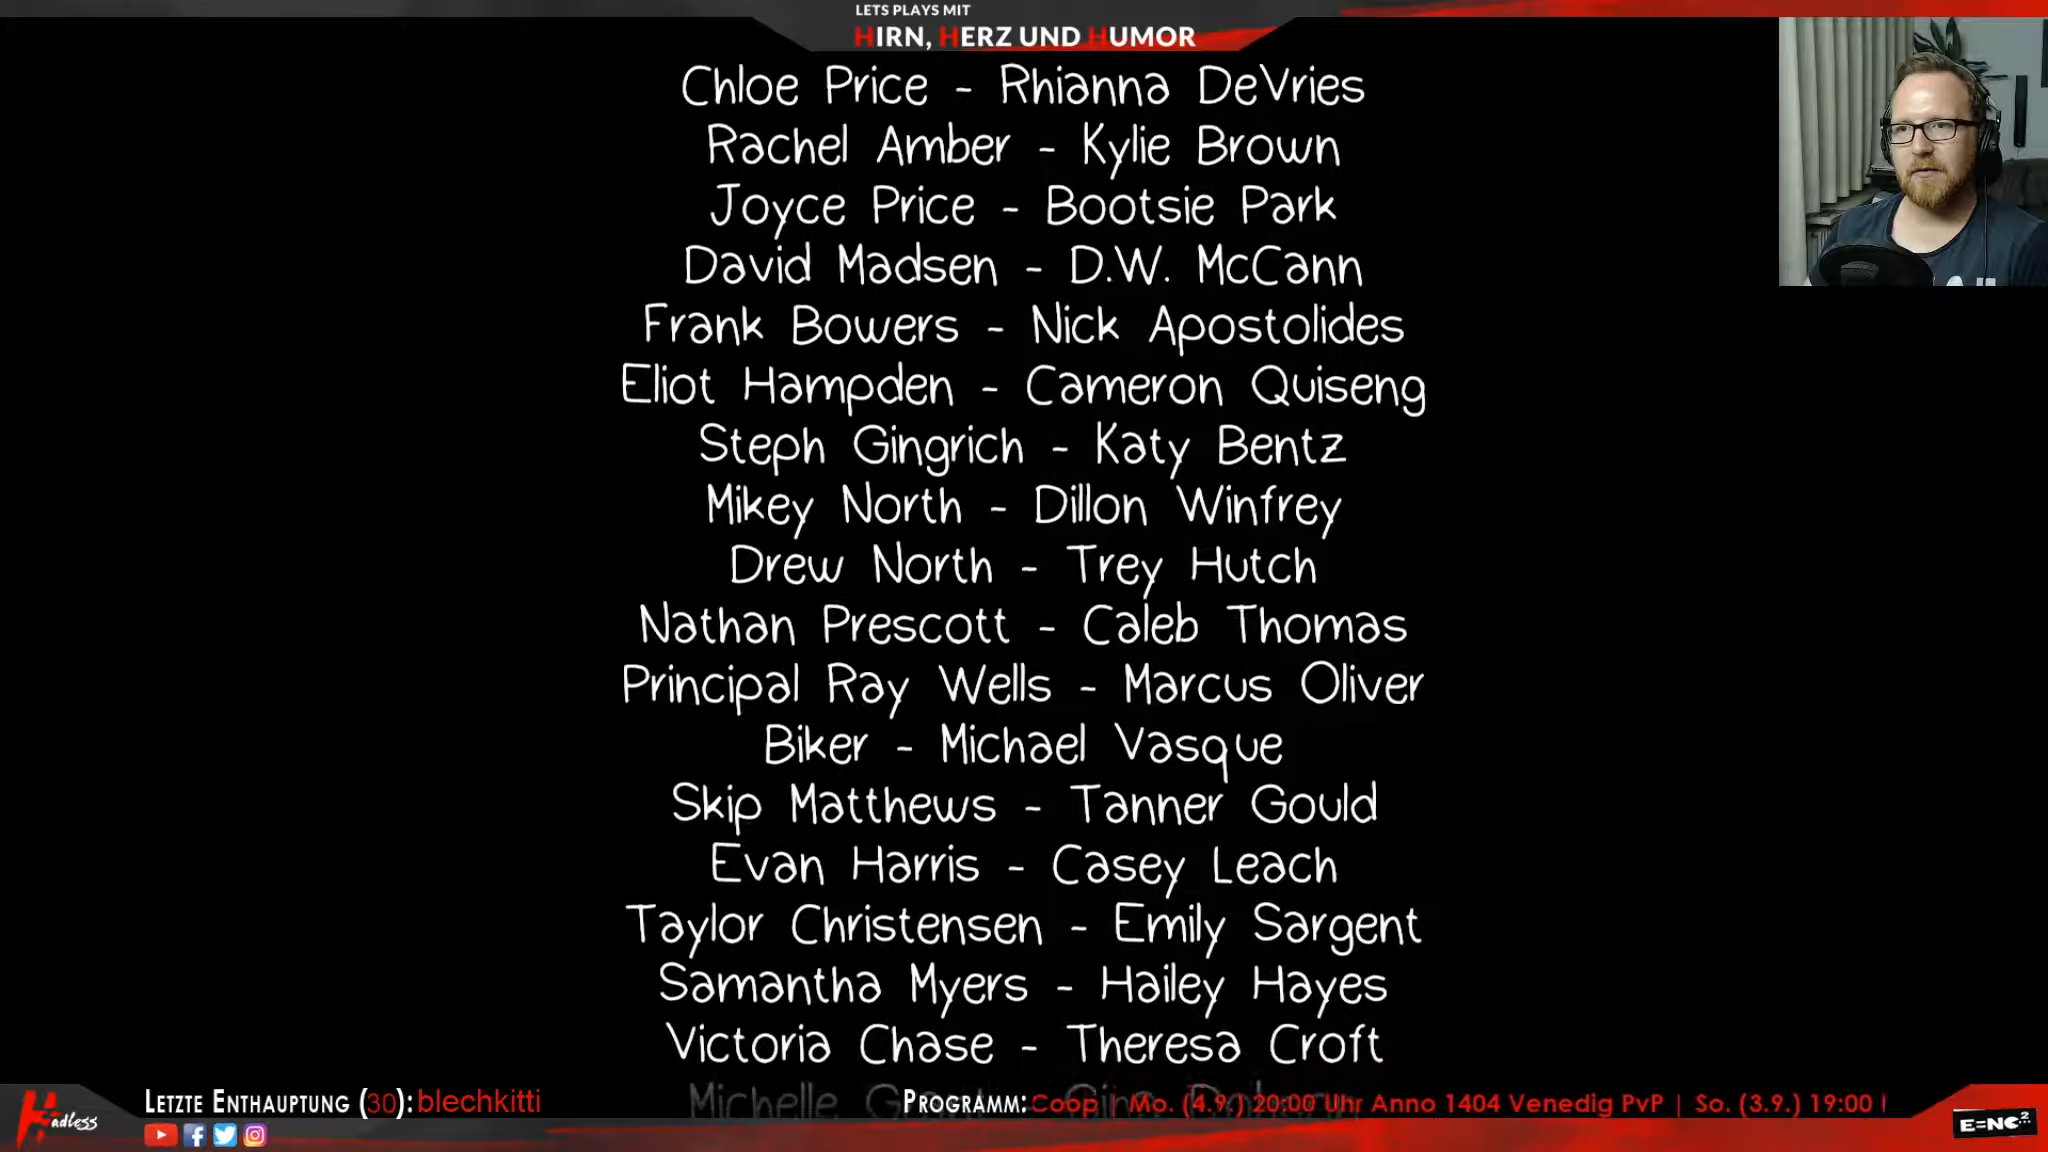 LETS PLAYS MIT
HIRN, HERZ UND HUMOR
Chloe Price - Rhianna DeVries
Rachel Amber - Kylie Brown
Joyce Price - Bootsie Park
David Madsen - D.W. McCann
Frank Bowers - Nick Apostolides
Eliot Hampden - Cameron Quiseng
Steph Gingrich - Katy Bentz
Mikey North - Dillon Winfrey
Drew North - Trey Hutch
Nathan Prescott - Caleb Thomas
Principal Ray Wells - Marcus Oliver
Biker - Michael Vasque
Skip Matthews - Tanner Gould
Evan Harris - Casey Leach
Taylor Christensen - Emily Sargent
Samantha Myers - Hailey Hayes
Victoria Chase - Theresa Croft
Michelle
Hadless
LETZTE ENTHAUPTUNG (30): blechkitti
PROGRAMM: Coop | Mo. (4.9.) 20:00 Uhr Anno 1404 Venedig PvP | So. (3.9.) 19:00
E=NC²